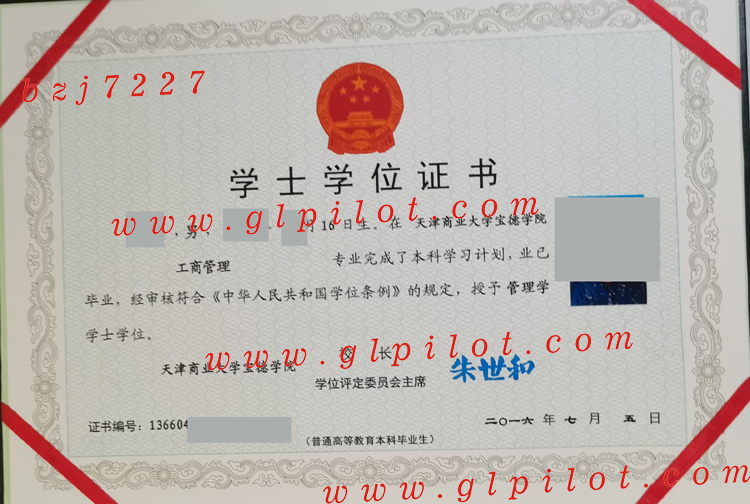 bzj7227
学士学位证书
www.glpilot.com
，男，
月16日生。在 天津商业大学宝德学院
工商管理 专业完成了本科学习计划，业已
毕业，经审核符合《中华人民共和国学位条例》的规定，授予 管理学
学士学位。
www.glpilot.com
天津商业大学宝德学院
校 长
学位评定委员会主席
朱世和
证书编号：136604
二〇一六 年 七 月 五 日
（普通高等教育本科毕业生）
www.glpilot.com